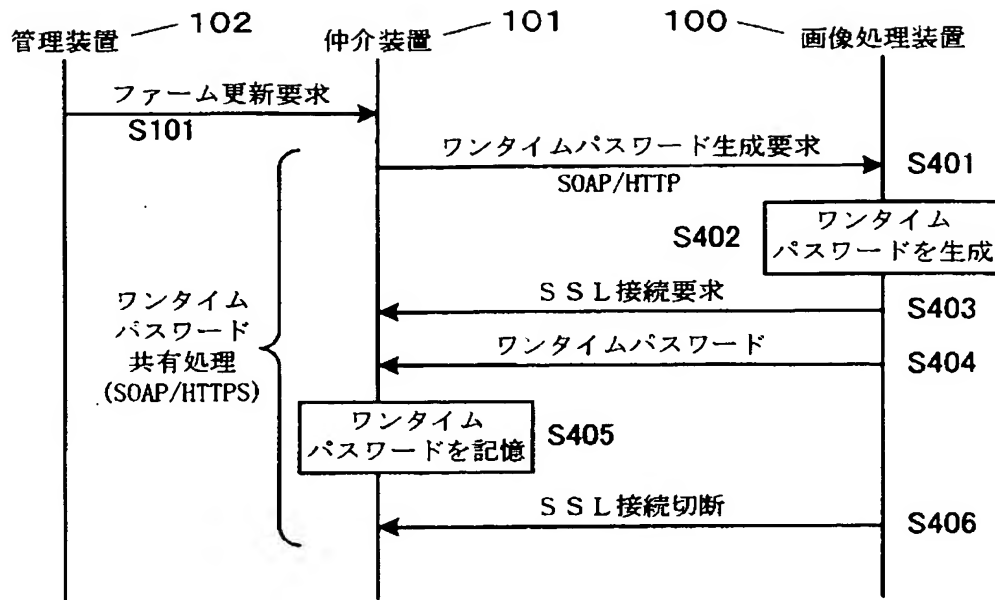 管理装置 102
仲介装置 101
100 画像処理装置
ファーム更新要求
S101
ワンタイムパスワード生成要求
SOAP/HTTP
S401
ワンタイム
パスワードを生成
S402
ワンタイム
パスワード
共有処理
(SOAP/HTTPS)
SSL接続要求
S403
ワンタイムパスワード
S404
ワンタイム
パスワードを記憶
S405
SSL接続切断
S406